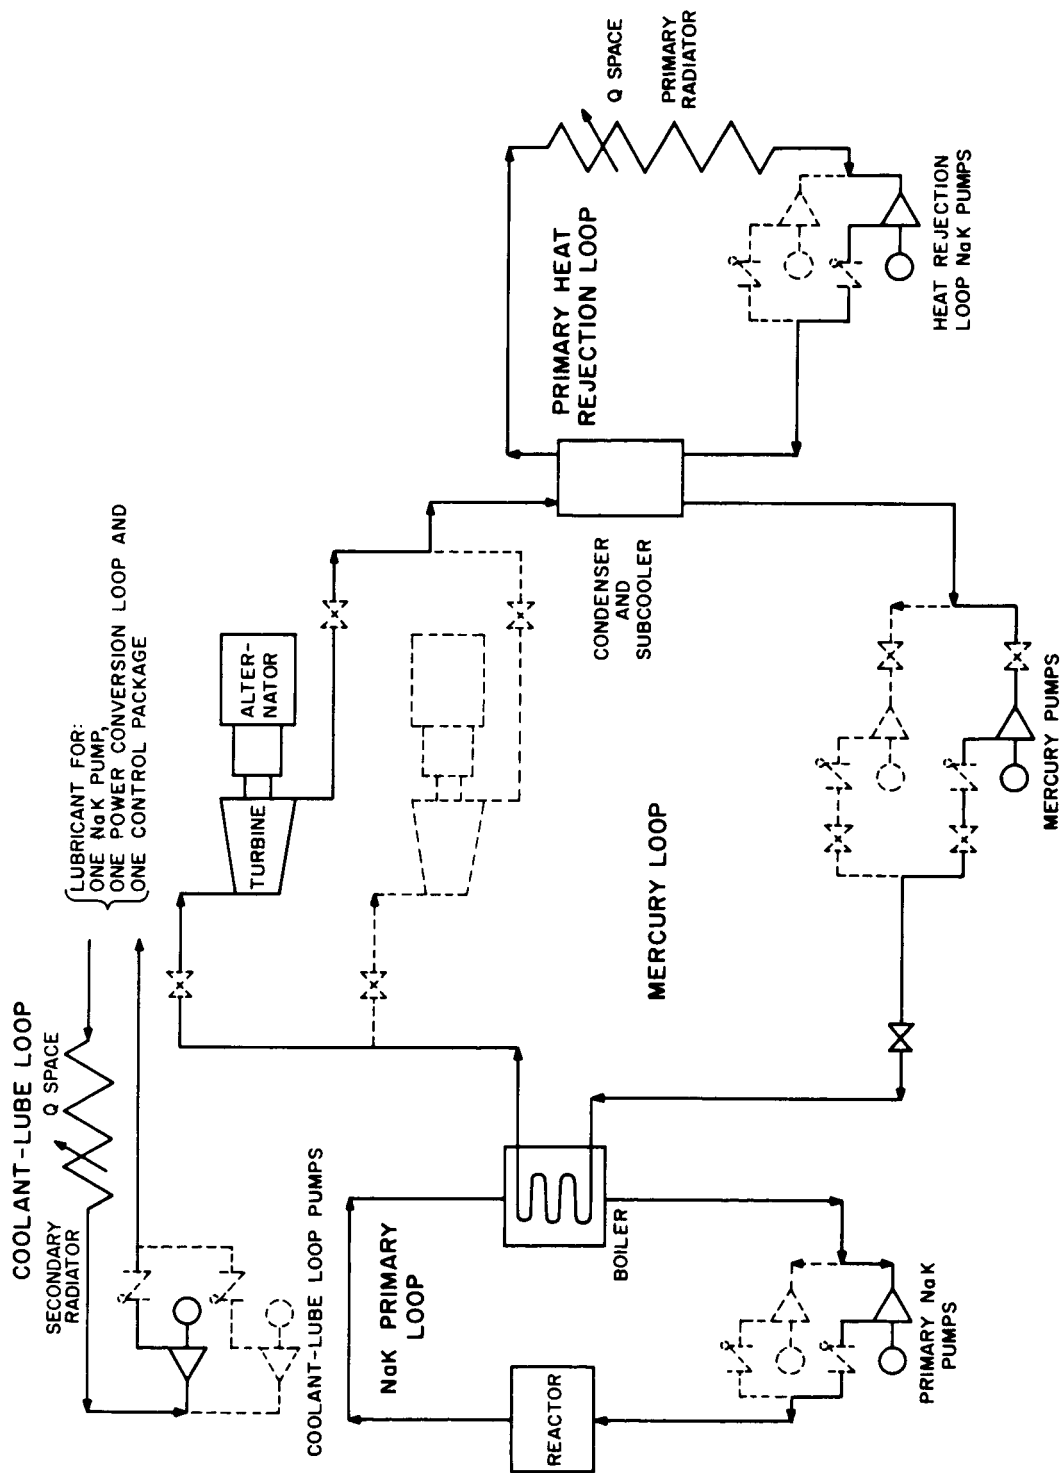 COOLANT-LUBE LOOP
SECONDARY
RADIATOR
Q SPACE
LUBRICANT FOR:
ONE NaK PUMP,
ONE POWER CONVERSION LOOP AND
ONE CONTROL PACKAGE
COOLANT-LUBE LOOP PUMPS
TURBINE
ALTER-
NATOR
NaK PRIMARY
LOOP
REACTOR
BOILER
PRIMARY NaK
PUMPS
MERCURY LOOP
MERCURY PUMPS
CONDENSER
AND
SUBCOOLER
PRIMARY HEAT
REJECTION LOOP
Q SPACE
PRIMARY
RADIATOR
HEAT REJECTION
LOOP NaK PUMPS